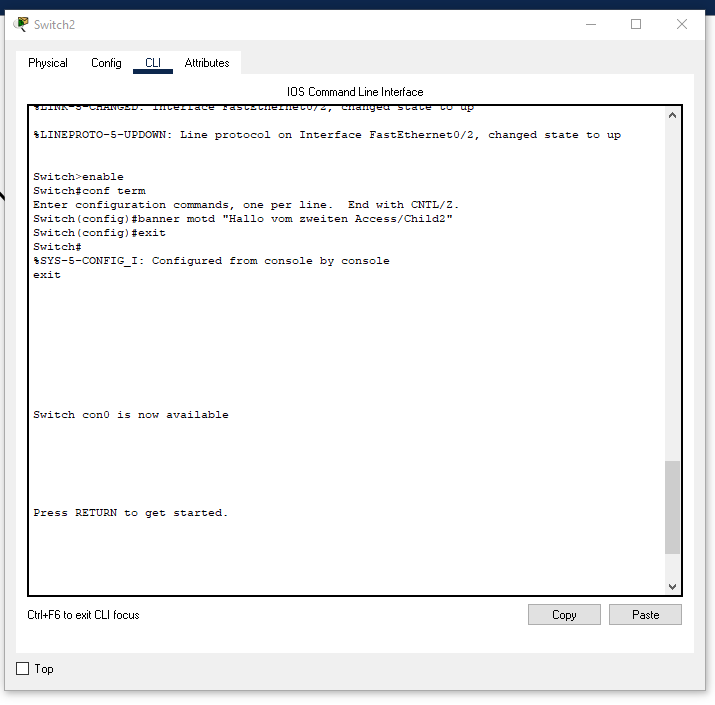 Switch2
Physical Config CLI Attributes
IOS Command Line Interface
%LINK-5-CHANGED: Interface FastEthernet0/2, changed state to up
%LINEPROTO-5-UPDOWN: Line protocol on Interface FastEthernet0/2, changed state to up
Switch>enable
Switch#conf term
Enter configuration commands, one per line.  End with CNTL/Z.
Switch(config)#banner motd "Hallo vom zweiten Access/Child2"
Switch(config)#exit
Switch#
%SYS-5-CONFIG_I: Configured from console by console
exit
Switch con0 is now available
Press RETURN to get started.
Ctrl+F6 to exit CLI focus
Copy Paste
Top